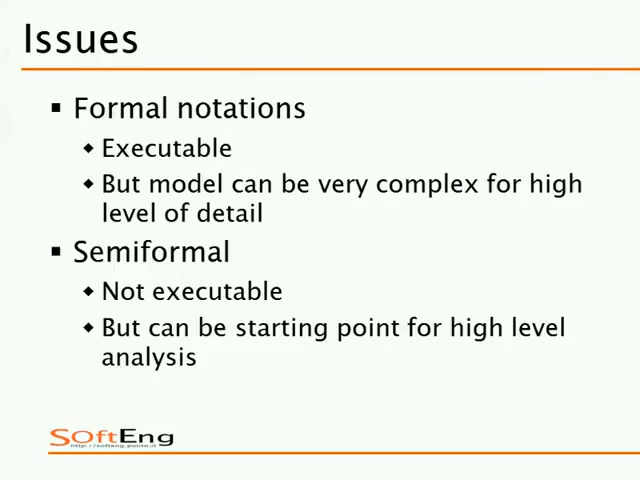 Issues
▪ Formal notations
◆ Executable
◆ But model can be very complex for high
level of detail
▪ Semiformal
◆ Not executable
◆ But can be starting point for high level
analysis
SOftEng
http://softeng.polito.it